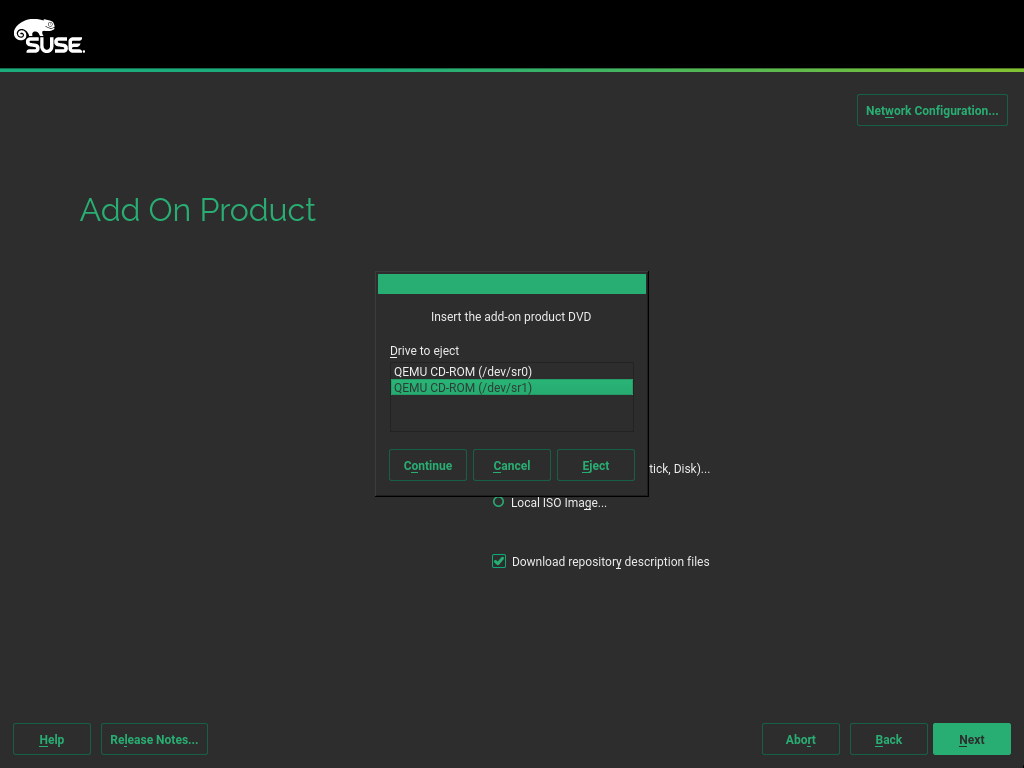 SUSE.
Network Configuration...
Add On Product
Insert the add-on product DVD
Drive to eject
QEMU CD-ROM (/dev/sr0)
QEMU CD-ROM (/dev/sr1)
Continue Cancel Eject
tick, Disk)...
Local ISO Image...
Download repository description files
Help Release Notes... Abort Back Next